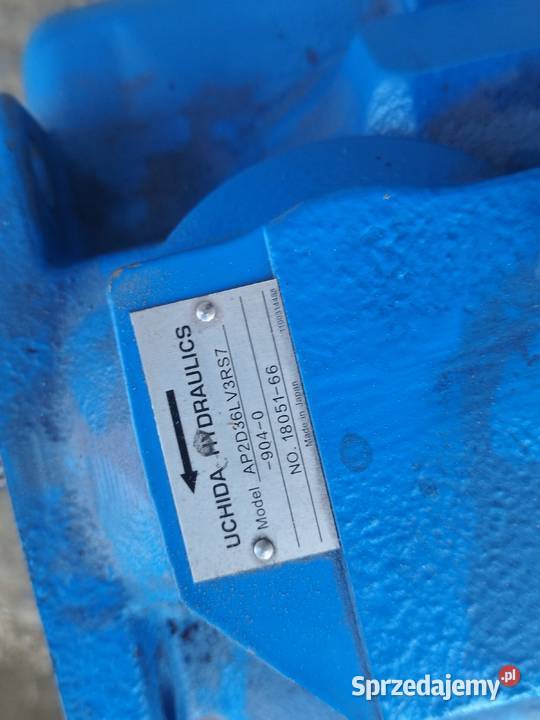 UCHIDA HYDRAULICS
Model AP2D36LV3RS7
-904-0
NO. 18051-66
Made in Japan
Sprzedajemy.pl